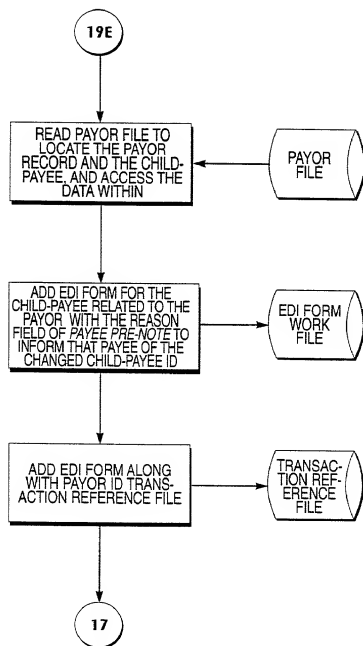 19E
READ PAYOR FILE TO
LOCATE THE PAYOR
RECORD AND THE CHILD-
PAYEE, AND ACCESS THE
DATA WITHIN
PAYOR
FILE
ADD EDI FORM FOR THE
CHILD-PAYEE RELATED TO THE
PAYOR WITH THE REASON
FIELD OF PAYEE PRE-NOTE TO
INFORM THAT PAYEE OF THE
CHANGED CHILD-PAYEE ID
EDI FORM
WORK
FILE
ADD EDI FORM ALONG
WITH PAYOR ID TRANS-
ACTION REFERENCE FILE
TRANSAC-
TION REF-
ERENCE
FILE
17